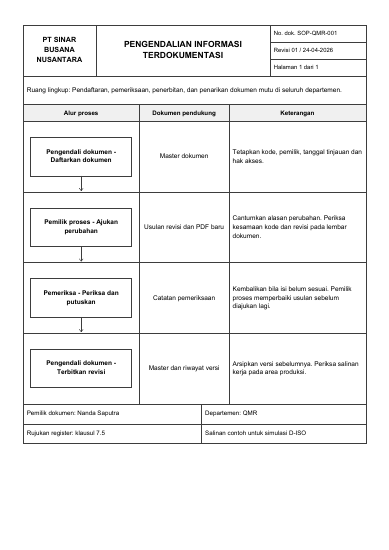 PT SINAR
BUSANA
NUSANTARA
PENGENDALIAN INFORMASI
TERDOKUMENTASI
No. dok. SOP-QMR-001
Revisi 01 / 24-04-2026
Halaman 1 dari 1
Ruang lingkup: Pendaftaran, pemeriksaan, penerbitan, dan penarikan dokumen mutu di seluruh departemen.
Alur proses
Dokumen pendukung
Keterangan
Pengendali dokumen -
Daftarkan dokumen
Master dokumen
Tetapkan kode, pemilik, tanggal tinjauan dan
hak akses.
Pemilik proses - Ajukan
perubahan
Usulan revisi dan PDF baru
Cantumkan alasan perubahan. Periksa
kesamaan kode dan revisi pada lembar
dokumen.
Pemeriksa - Periksa dan
putuskan
Catatan pemeriksaan
Kembalikan bila isi belum sesuai. Pemilik
proses memperbaiki usulan sebelum
diajukan lagi.
Pengendali dokumen -
Terbitkan revisi
Master dan riwayat versi
Arsipkan versi sebelumnya. Periksa salinan
kerja pada area produksi.
Pemilik dokumen: Nanda Saputra
Departemen: QMR
Rujukan register: klausul 7.5
Salinan contoh untuk simulasi D-ISO